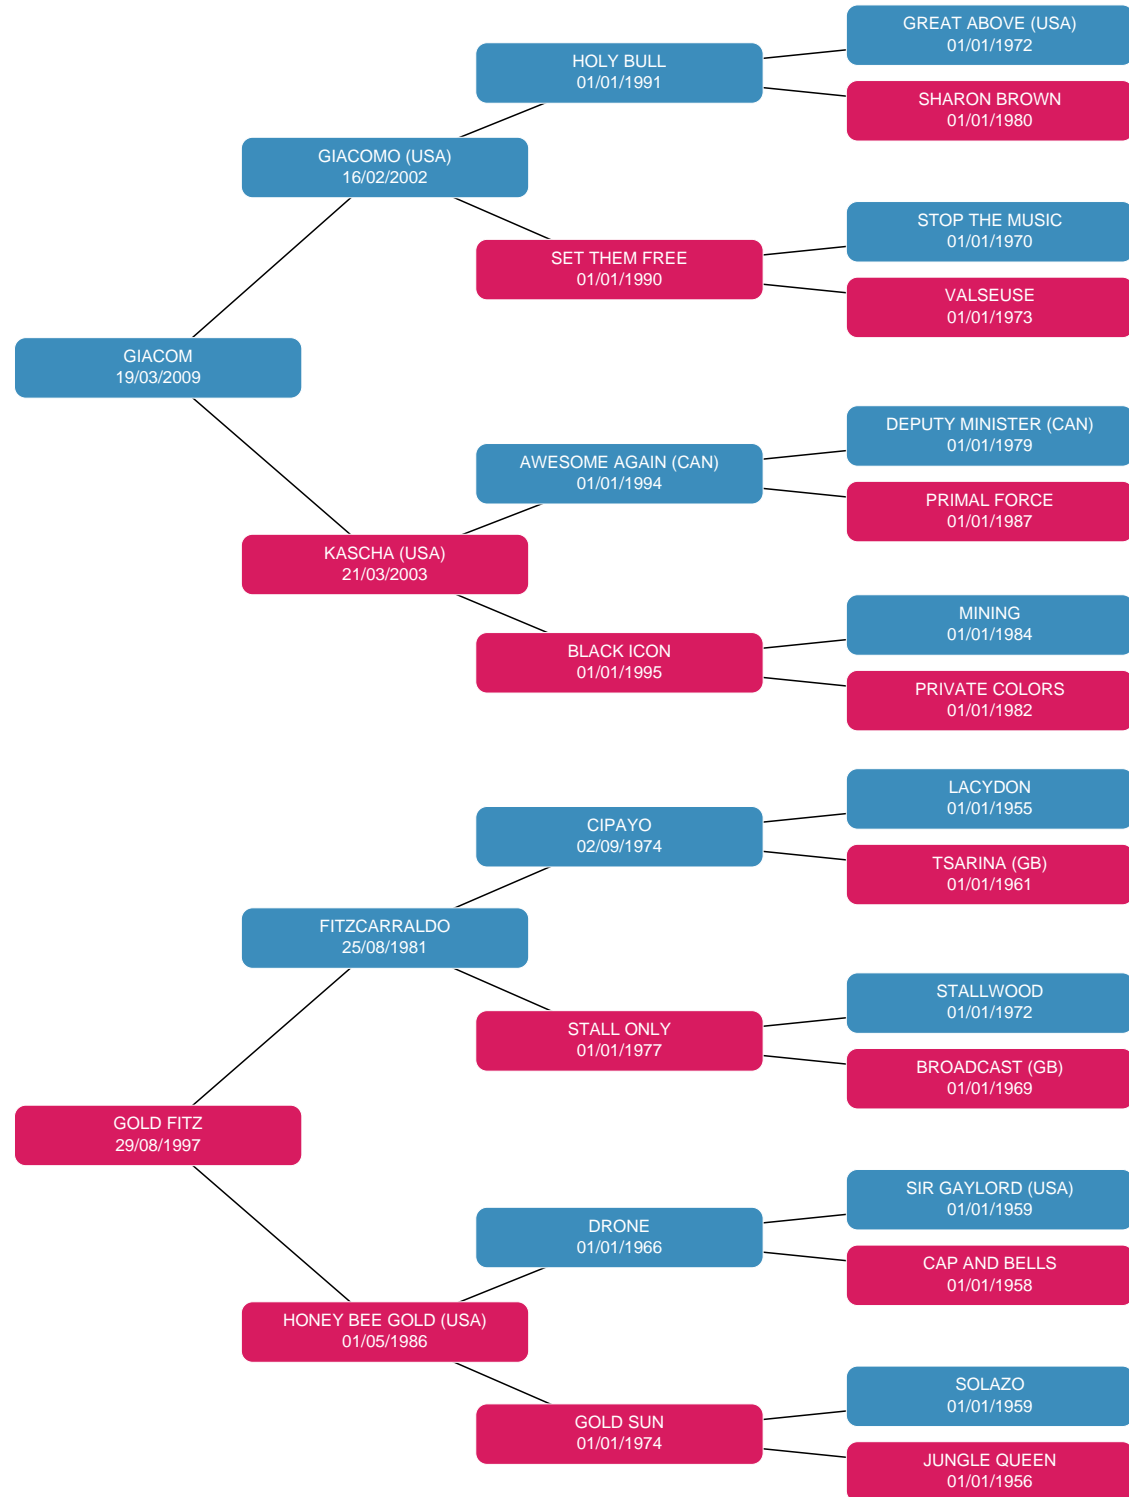 GREAT ABOVE (USA)
01/01/1972
HOLY BULL
01/01/1991
SHARON BROWN
01/01/1980
GIACOMO (USA)
16/02/2002
STOP THE MUSIC
01/01/1970
SET THEM FREE
01/01/1990
VALSEUSE
01/01/1973
GIACOM
19/03/2009
DEPUTY MINISTER (CAN)
01/01/1979
AWESOME AGAIN (CAN)
01/01/1994
PRIMAL FORCE
01/01/1987
KASCHA (USA)
21/03/2003
MINING
01/01/1984
BLACK ICON
01/01/1995
PRIVATE COLORS
01/01/1982
LACYDON
01/01/1955
CIPAYO
02/09/1974
TSARINA (GB)
01/01/1961
FITZCARRALDO
25/08/1981
STALLWOOD
01/01/1972
STALL ONLY
01/01/1977
BROADCAST (GB)
01/01/1969
GOLD FITZ
29/08/1997
SIR GAYLORD (USA)
01/01/1959
DRONE
01/01/1966
CAP AND BELLS
01/01/1958
HONEY BEE GOLD (USA)
01/05/1986
SOLAZO
01/01/1959
GOLD SUN
01/01/1974
JUNGLE QUEEN
01/01/1956